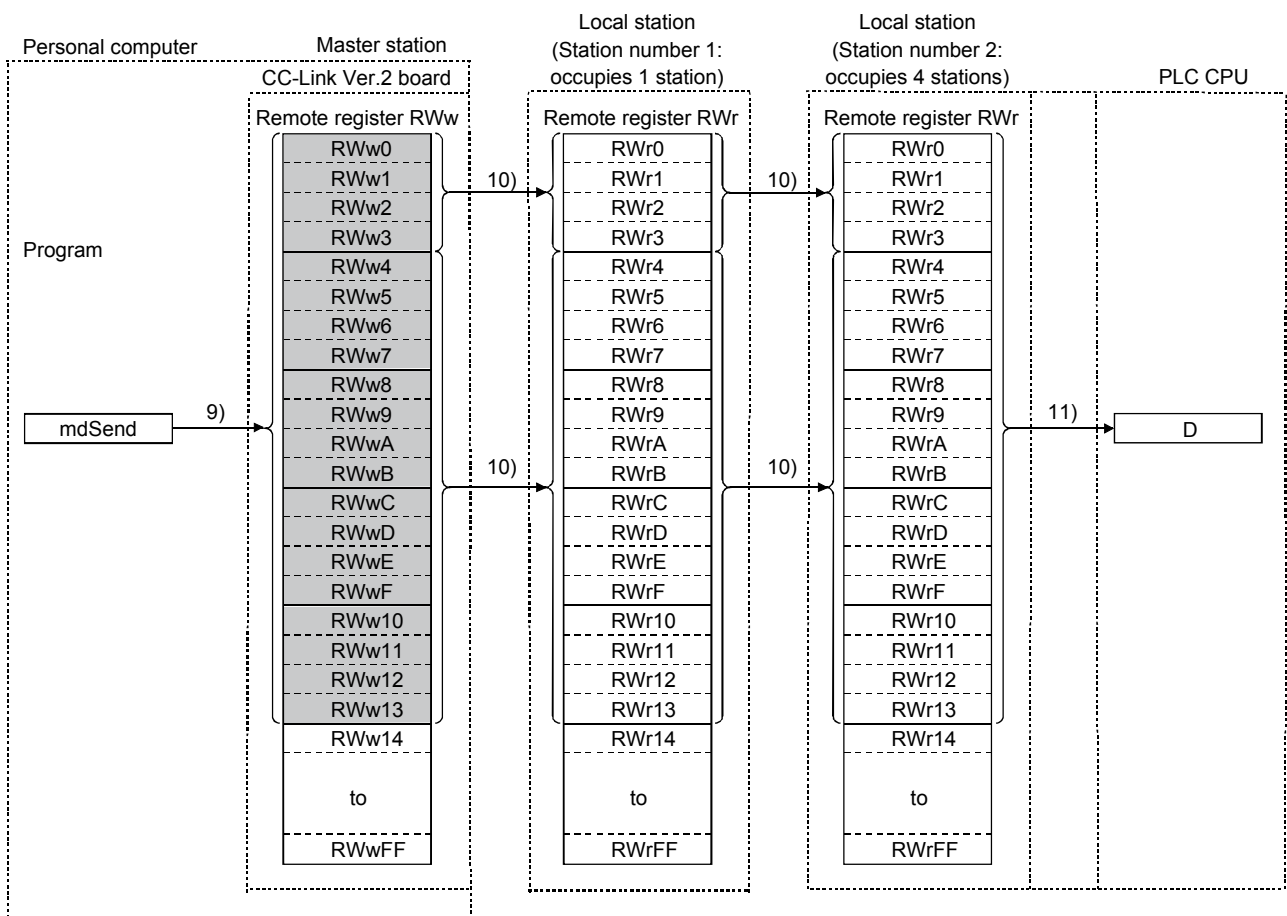 Personal computer
Master station
CC-Link Ver.2 board
Local station
(Station number 1:
occupies 1 station)
Local station
(Station number 2:
occupies 4 stations)
PLC CPU
Program
mdSend
9)
Remote register RWw
RWw0
RWw1
RWw2
RWw3
RWw4
RWw5
RWw6
RWw7
RWw8
RWw9
RWwA
RWwB
RWwC
RWwD
RWwE
RWwF
RWw10
RWw11
RWw12
RWw13
RWw14
to
RWwFF
10)
10)
Remote register RWr
RWr0
RWr1
RWr2
RWr3
RWr4
RWr5
RWr6
RWr7
RWr8
RWr9
RWrA
RWrB
RWrC
RWrD
RWrE
RWrF
RWr10
RWr11
RWr12
RWr13
RWr14
to
RWrFF
10)
10)
Remote register RWr
RWr0
RWr1
RWr2
RWr3
RWr4
RWr5
RWr6
RWr7
RWr8
RWr9
RWrA
RWrB
RWrC
RWrD
RWrE
RWrF
RWr10
RWr11
RWr12
RWr13
RWr14
to
RWrFF
11)
D